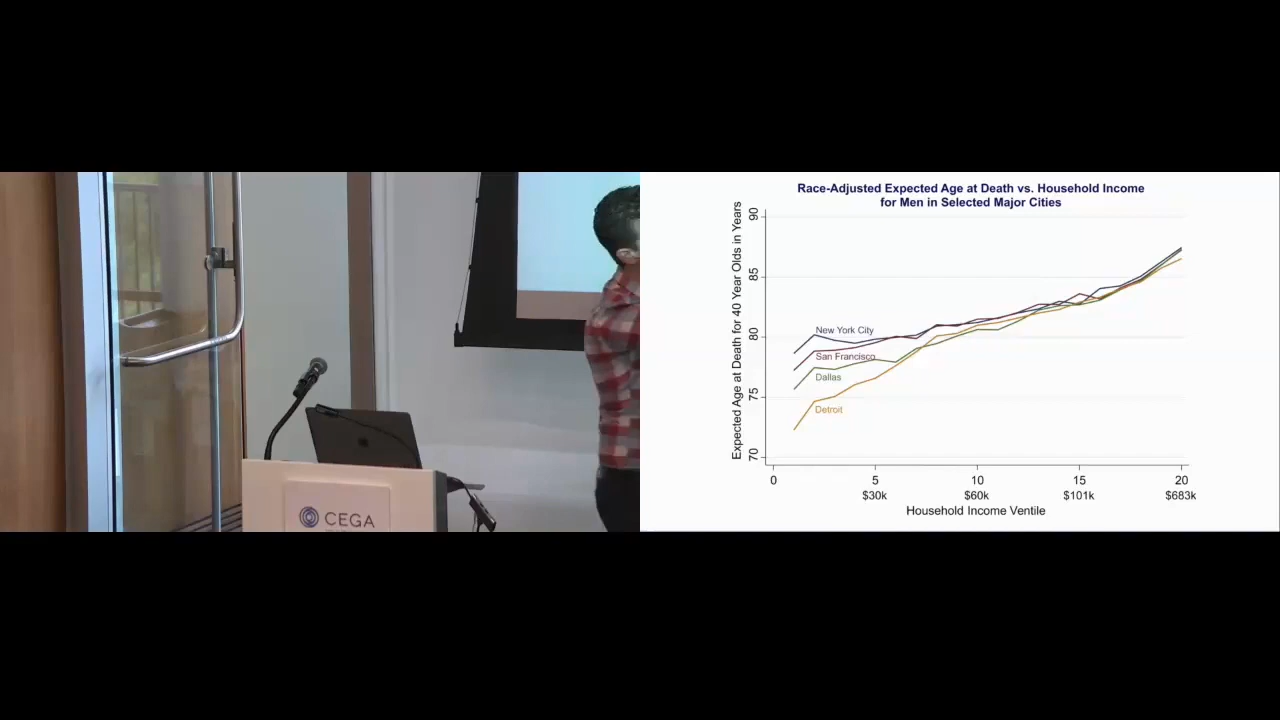 CEGA
Race-Adjusted Expected Age at Death vs. Household Income
for Men in Selected Major Cities
Expected Age at Death for 40 Year Olds in Years
90
85
80
75
70
New York City
San Francisco
Dallas
Detroit
0 5 10 15 20
$30k $60k $101k $683k
Household Income Ventile